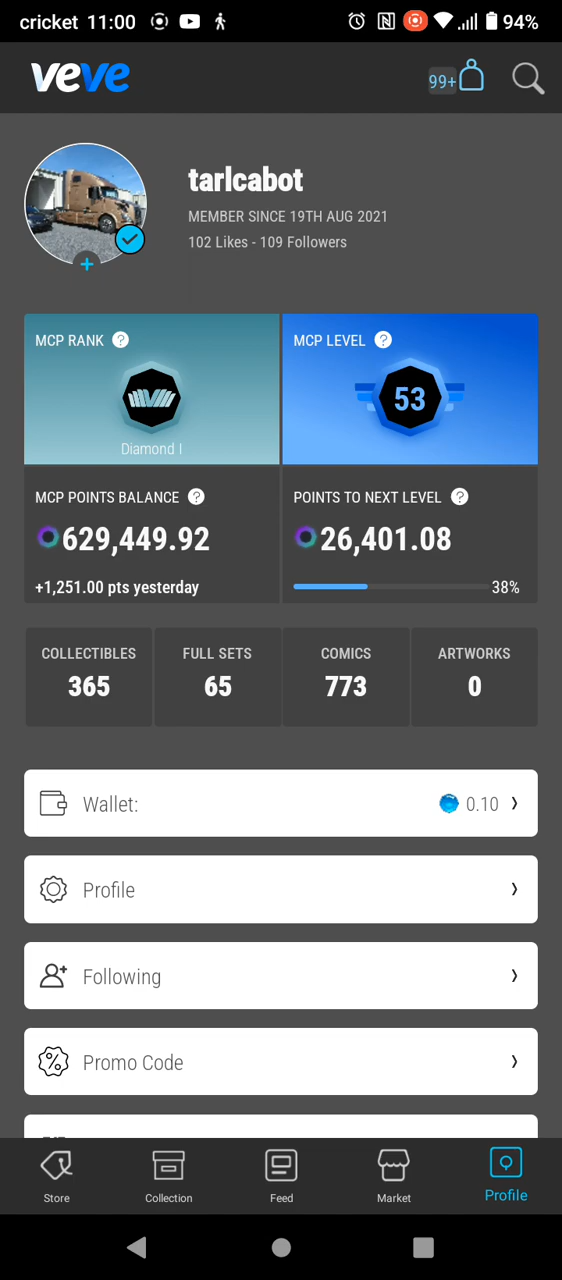 cricket 11:00 94%
veve 99+
tarlcabot
MEMBER SINCE 19TH AUG 2021
102 Likes - 109 Followers
MCP RANK ? MCP LEVEL ?
53
Diamond I
MCP POINTS BALANCE ? POINTS TO NEXT LEVEL ?
629,449.92 26,401.08
+1,251.00 pts yesterday 38%
COLLECTIBLES FULL SETS COMICS ARTWORKS
365 65 773 0
Wallet: 0.10
Profile
Following
Promo Code
Store Collection Feed Market Profile